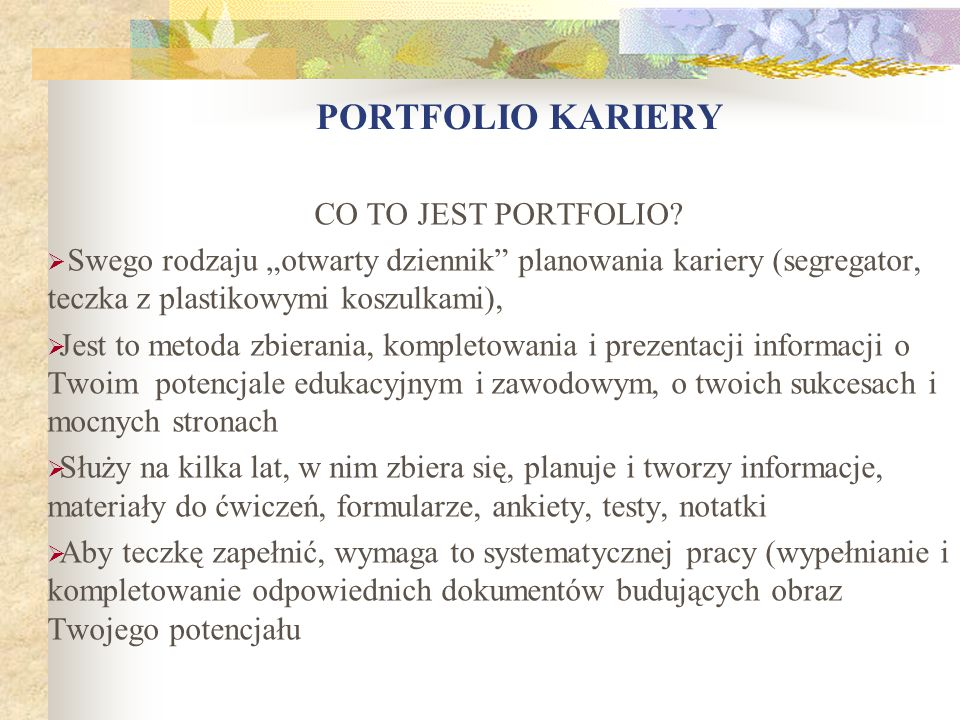 PORTFOLIO KARIERY
CO TO JEST PORTFOLIO?
➢Swego rodzaju „otwarty dziennik” planowania kariery (segregator,
teczka z plastikowymi koszulkami),
➢Jest to metoda zbierania, kompletowania i prezentacji informacji o
Twoim potencjale edukacyjnym i zawodowym, o twoich sukcesach i
mocnych stronach
➢Służy na kilka lat, w nim zbiera się, planuje i tworzy informacje,
materiały do ćwiczeń, formularze, ankiety, testy, notatki
➢Aby teczkę zapełnić, wymaga to systematycznej pracy (wypełnianie i
kompletowanie odpowiednich dokumentów budujących obraz
Twojego potencjału